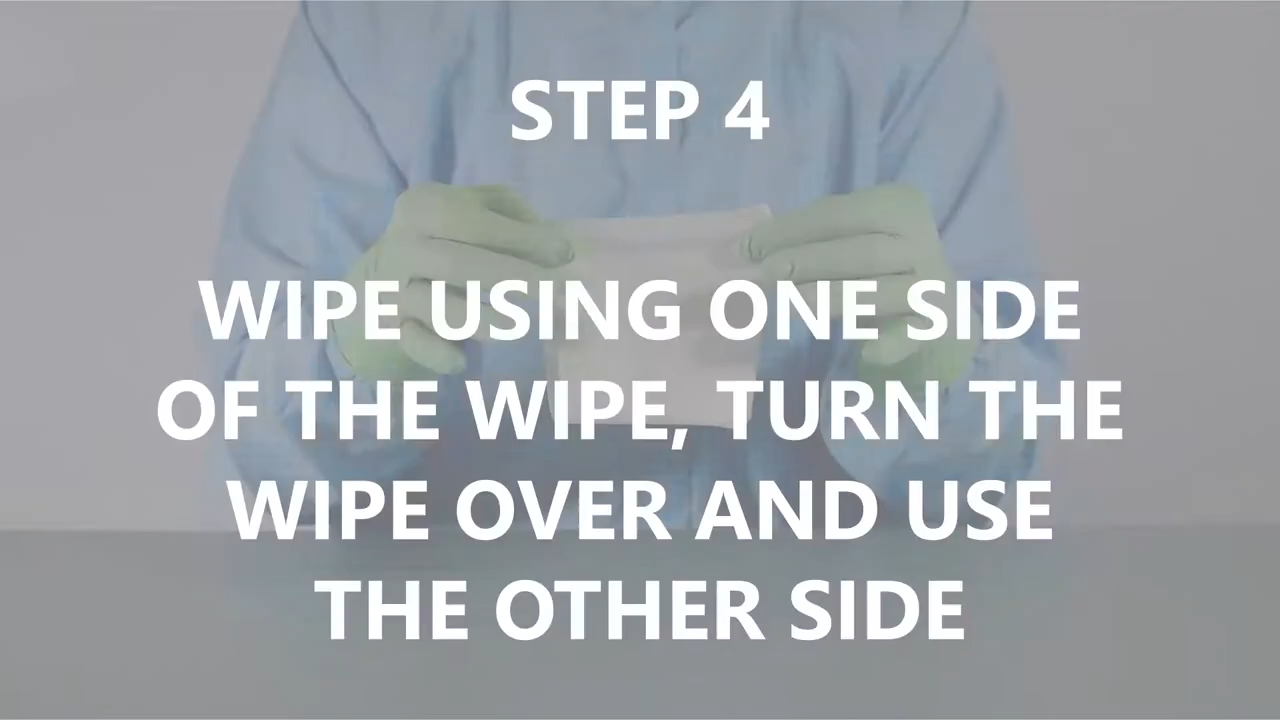 STEP 4
WIPE USING ONE SIDE
OF THE WIPE, TURN THE
WIPE OVER AND USE
THE OTHER SIDE